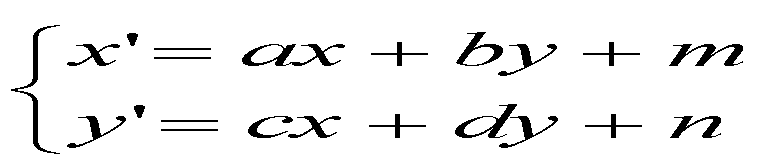 x'= ax + by + m
y'= cx + dy + n